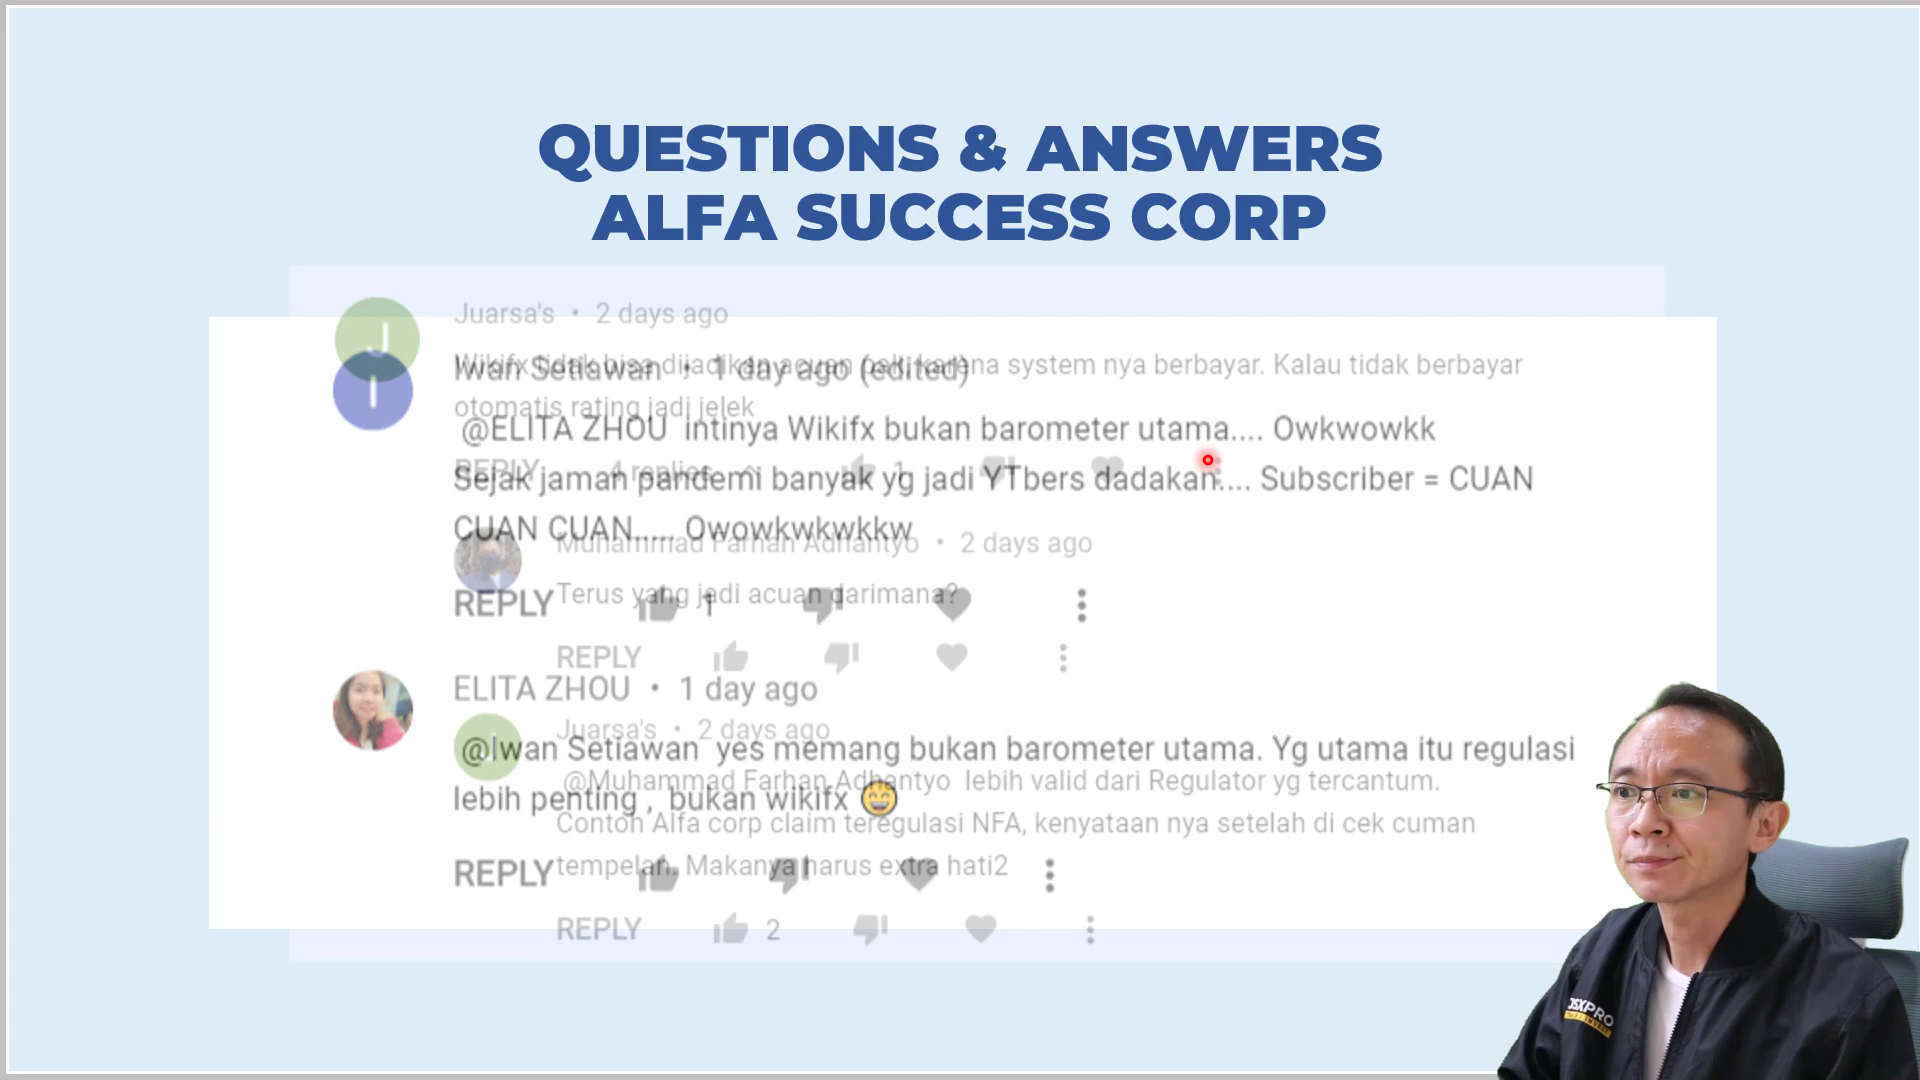 QUESTIONS & ANSWERS
ALFA SUCCESS CORP
Juarsa's • 2 days ago
Wikifx tidak bisa dijadikan acuan pak, karena system nya berbayar. Kalau tidak berbayar
otomatis rating jadi jelek
REPLY 4 replies 1
Muhammad Farhan Adhantyo • 2 days ago
Terus yang jadi acuan darimana?
REPLY
Juarsa's • 2 days ago
@Muhammad Farhan Adhantyo lebih valid dari Regulator yg tercantum.
Contoh Alfa corp claim teregulasi NFA, kenyataan nya setelah di cek cuman
tempelan. Makanya harus extra hati2
REPLY 2
Iwan Setiawan • 1 day ago (edited)
@ELITA ZHOU intinya Wikifx bukan barometer utama.... Owkwowkk
Sejak jaman pandemi banyak yg jadi YTbers dadakan.... Subscriber = CUAN
CUAN CUAN..... Owowkwkwkkw
REPLY 1
ELITA ZHOU • 1 day ago
@Iwan Setiawan yes memang bukan barometer utama. Yg utama itu regulasi
lebih penting , bukan wikifx 😅
REPLY